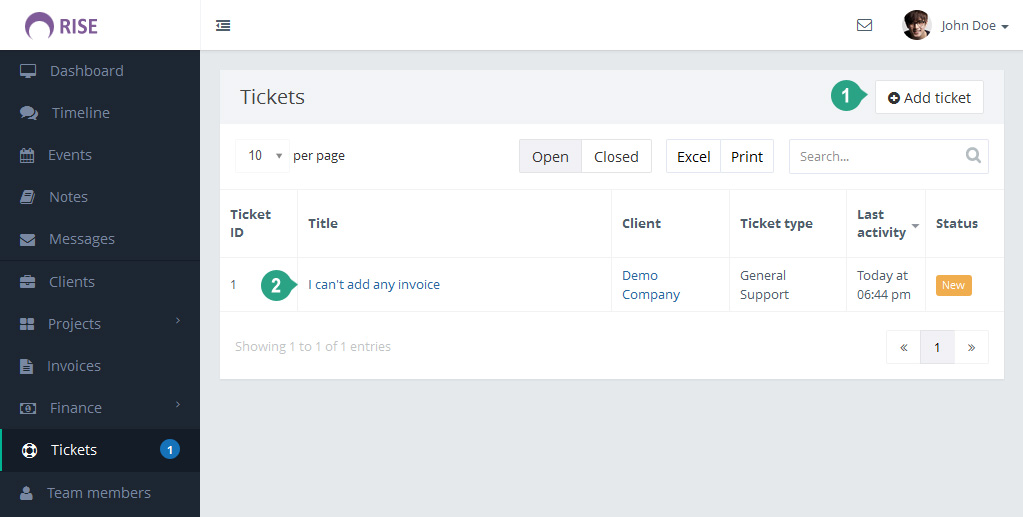 RISE
John Doe
Dashboard
Timeline
Events
Notes
Messages
Clients
Projects
Invoices
Finance
Tickets
1
Team members
Tickets
1
Add ticket
10 per page
Open Closed Excel Print Search...
Ticket ID Title Client Ticket type Last activity Status
1 2 I can't add any invoice Demo Company General Support Today at 06:44 pm New
Showing 1 to 1 of 1 entries
« 1 »